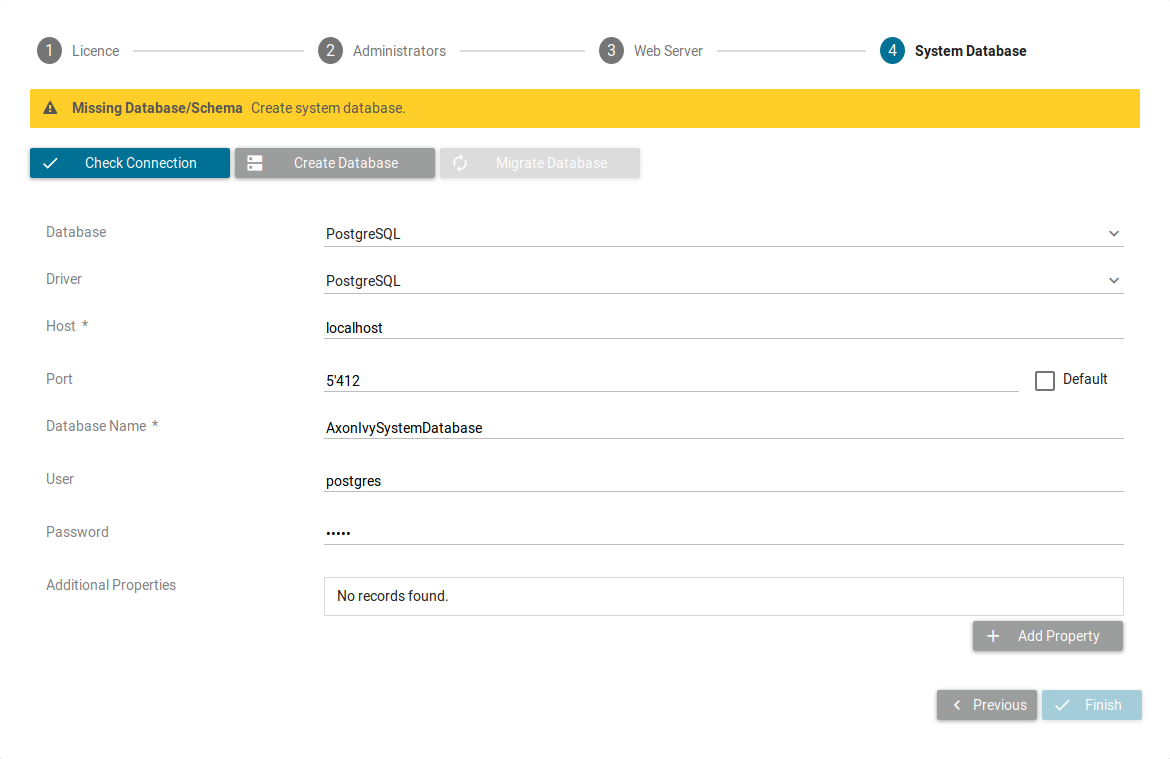 1 Licence 2 Administrators 3 Web Server 4 System Database
Missing Database/Schema Create system database.
Check Connection Create Database Migrate Database
Database PostgreSQL
Driver PostgreSQL
Host * localhost
Port 5'412 Default
Database Name * AxonIvySystemDatabase
User postgres
Password •••••
Additional Properties No records found.
Add Property
Previous Finish